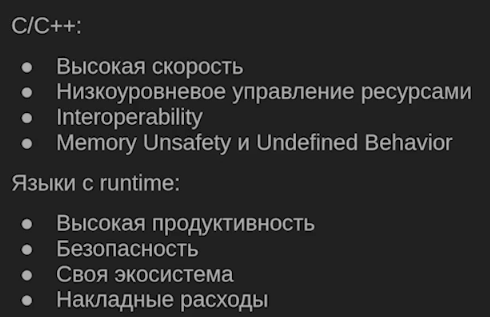 C/C++:
● Высокая скорость
● Низкоуровневое управление ресурсами
● Interoperability
● Memory Unsafety и Undefined Behavior
Языки с runtime:
● Высокая продуктивность
● Безопасность
● Своя экосистема
● Накладные расходы